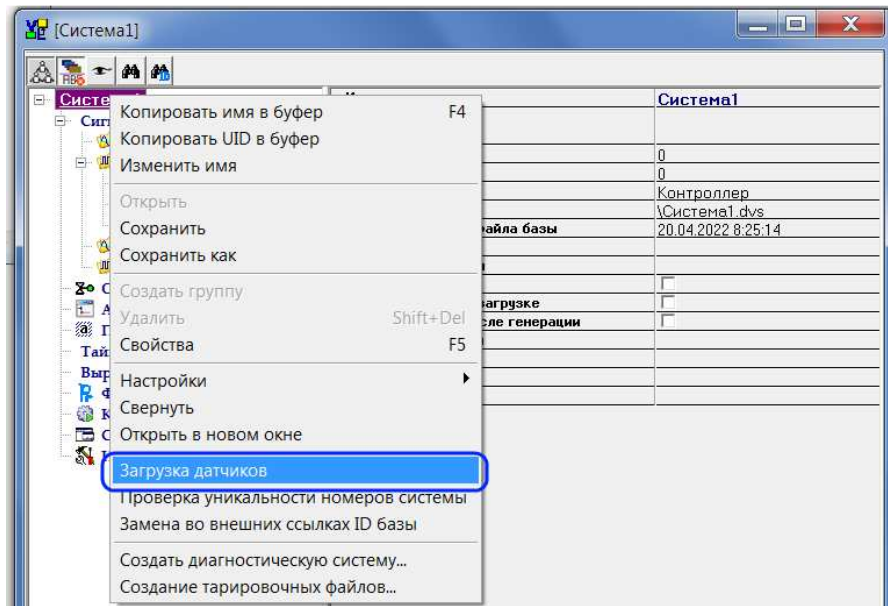 [Система1]
Система1
Копировать имя в буфер F4
Копировать UID в буфер
0
Изменить имя
0
Контроллер
Открыть
\Система1.dvs
Сохранить
айла базы 20.04.2022 8:25:14
Сохранить как
Создать группу
агрузке
Удалить Shift+Del
сле генерации
Свойства F5
Настройки
Свернуть
Открыть в новом окне
Загрузка датчиков
Проверка уникальности номеров системы
Замена во внешних ссылках ID базы
Создать диагностическую систему...
Создание тарировочных файлов...